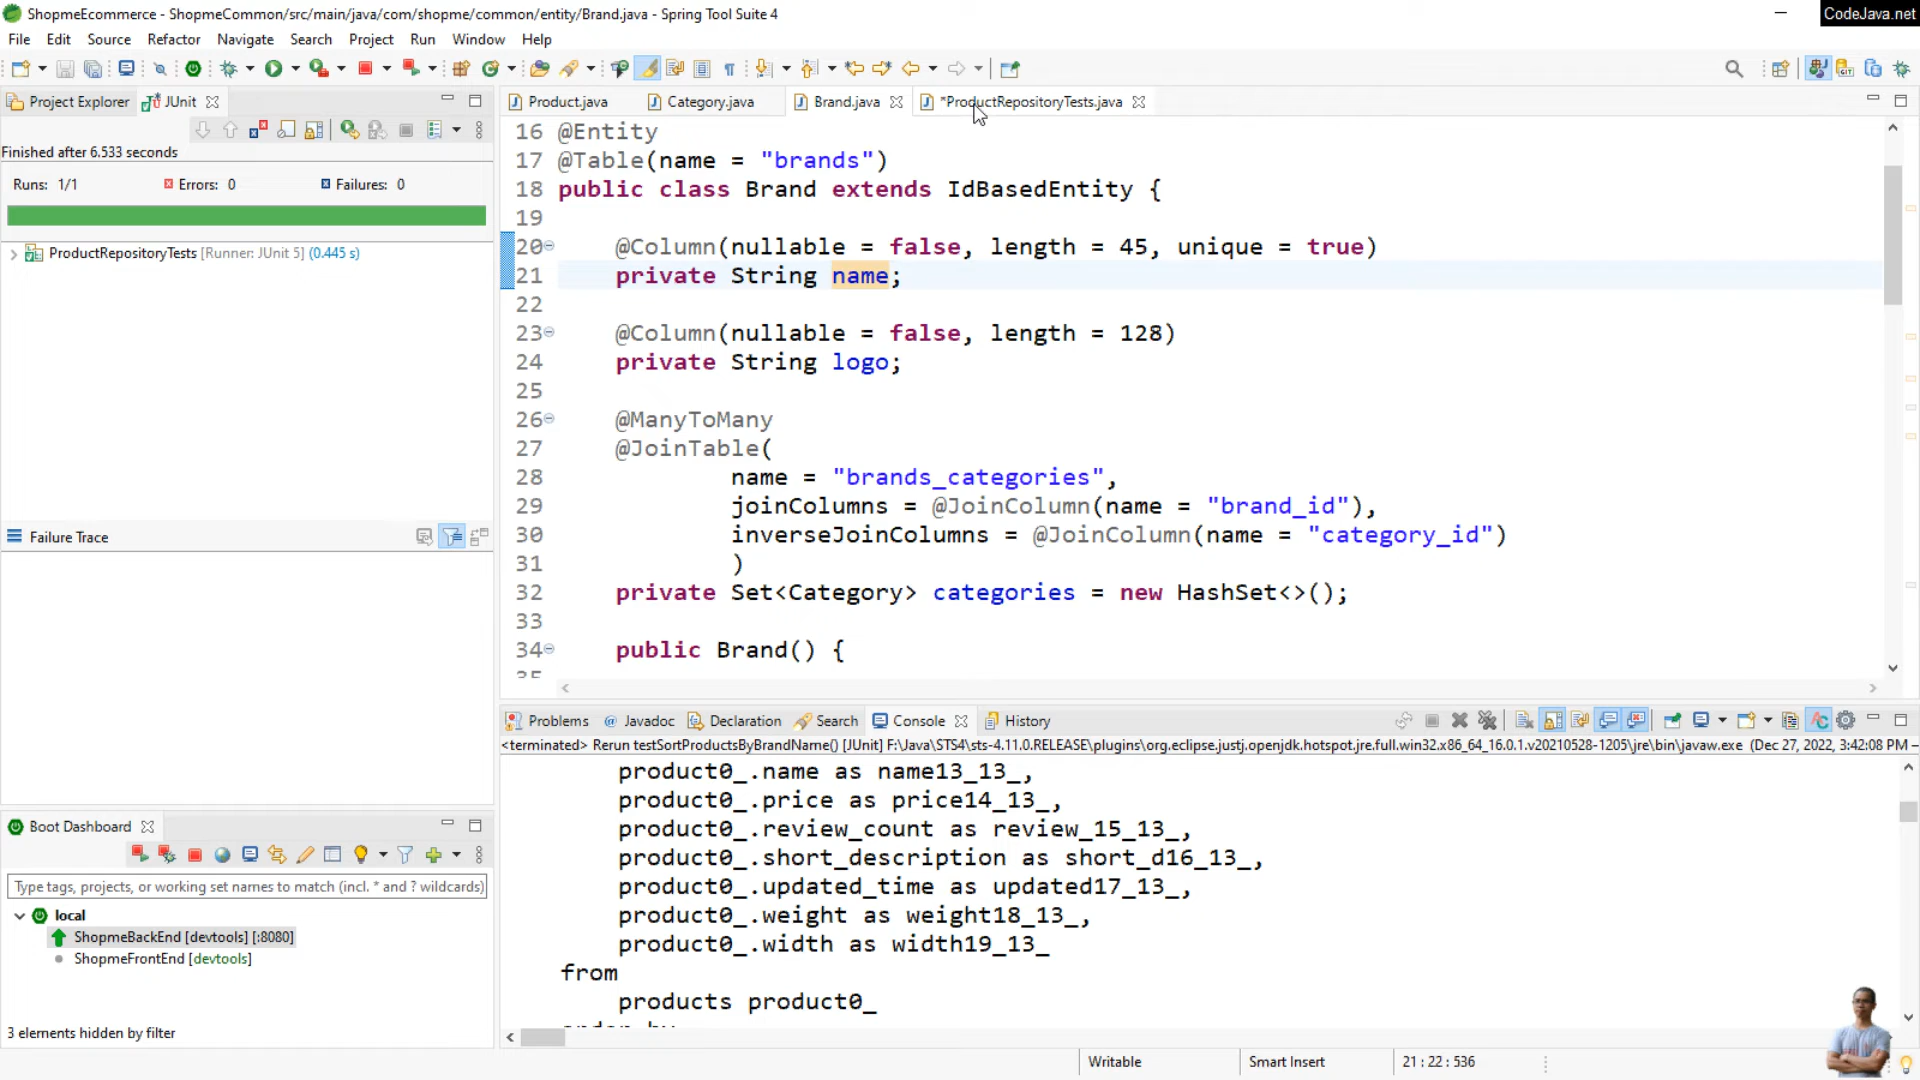 ShopmeEcommerce - ShopmeCommon/src/main/java/com/shopme/common/entity/Brand.java - Spring Tool Suite 4
CodeJava.net
File Edit Source Refactor Navigate Search Project Run Window Help
Project Explorer JUnit
Product.java Category.java Brand.java *ProductRepositoryTests.java
Finished after 6.533 seconds
Runs: 1/1 Errors: 0 Failures: 0
ProductRepositoryTests [Runner: JUnit 5] (0.445 s)
Failure Trace
16 @Entity
17 @Table(name = "brands")
18 public class Brand extends IdBasedEntity {
19
20 @Column(nullable = false, length = 45, unique = true)
21 private String name;
22
23 @Column(nullable = false, length = 128)
24 private String logo;
25
26 @ManyToMany
27 @JoinTable(
28 name = "brands_categories",
29 joinColumns = @JoinColumn(name = "brand_id"),
30 inverseJoinColumns = @JoinColumn(name = "category_id")
31 )
32 private Set<Category> categories = new HashSet<>();
33
34 public Brand() {
35
Problems Javadoc Declaration Search Console History
<terminated> Rerun testSortProductsByBrandName() [JUnit] F:\Java\STS4\sts-4.11.0.RELEASE\plugins\org.eclipse.justj.openjdk.hotspot.jre.full.win32.x86_64_16.0.1.v20210528-1205\jre\bin\javaw.exe (Dec 27, 2022, 3:42:08 PM –
product0_.name as name13_13_,
product0_.price as price14_13_,
product0_.review_count as review_15_13_,
product0_.short_description as short_d16_13_,
product0_.updated_time as updated17_13_,
product0_.weight as weight18_13_,
product0_.width as width19_13_
from
products product0_
order by
Boot Dashboard
Type tags, projects, or working set names to match (incl. * and ? wildcards)
local
ShopmeBackEnd [devtools] [:8080]
ShopmeFrontEnd [devtools]
3 elements hidden by filter
Writable Smart Insert 21 : 22 : 536